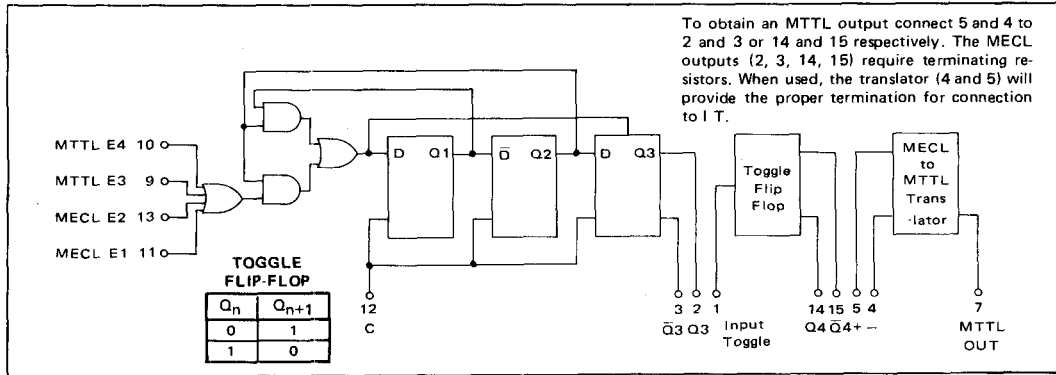 To obtain an MTTL output connect 5 and 4 to
2 and 3 or 14 and 15 respectively. The MECL
outputs (2, 3, 14, 15) require terminating re-
sistors. When used, the translator (4 and 5) will
provide the proper termination for connection
to I T.
MTTL E4 10
MTTL E3 9
MECL E2 13
MECL E1 11
D Q1
D̅ Q2
D Q3
Toggle
Flip
Flop
MECL
to
MTTL
Trans
-lator
TOGGLE
FLIP-FLOP
Qn Qn+1
0 1
1 0
12
C
3 2
Q̅3 Q3
1
Input
Toggle
14 15 5 4
Q4 Q̅4 + −
7
MTTL
OUT